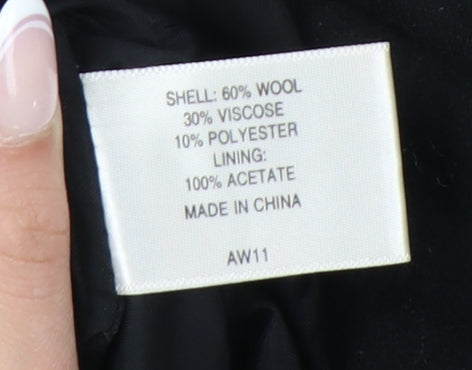 SHELL: 60% WOOL
30% VISCOSE
10% POLYESTER
LINING:
100% ACETATE
MADE IN CHINA
AW11